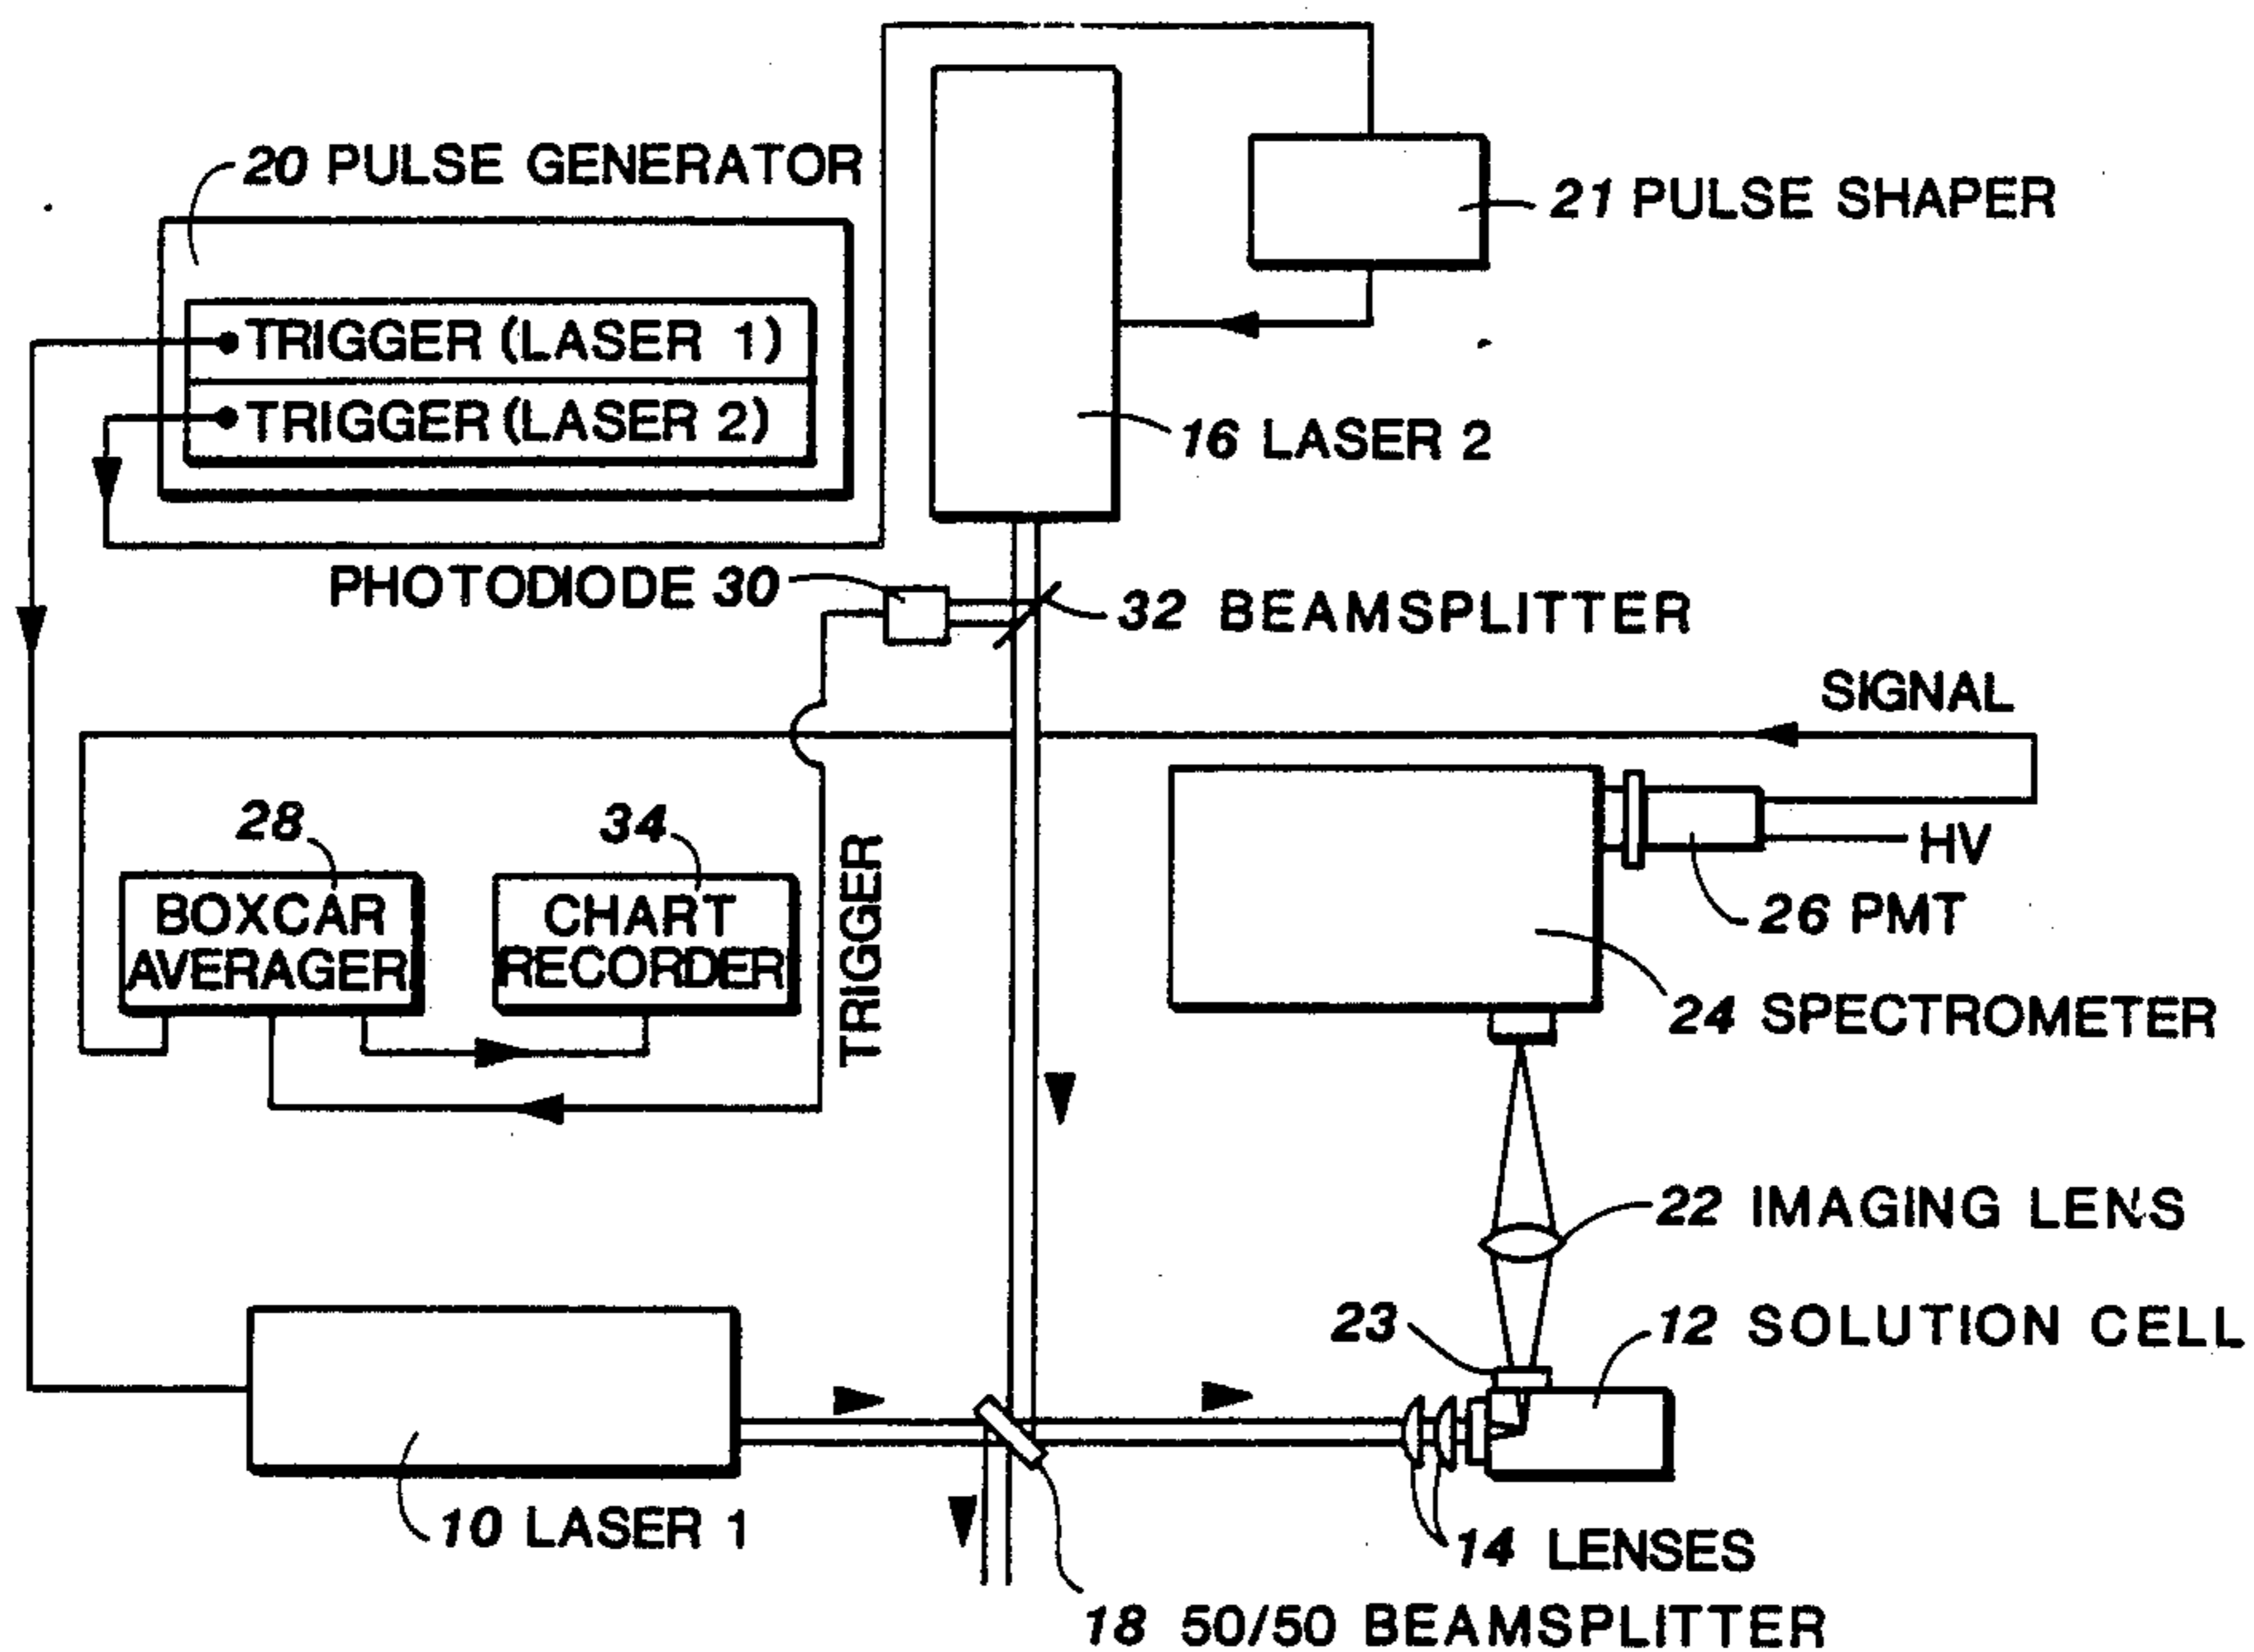 20 PULSE GENERATOR
21 PULSE SHAPER
TRIGGER (LASER 1)
TRIGGER (LASER 2)
16 LASER 2
PHOTODIODE 30
32 BEAMSPLITTER
SIGNAL
HV
26 PMT
28
34
BOXCAR
AVERAGER
CHART
RECORDER
TRIGGER
24 SPECTROMETER
22 IMAGING LENS
23
12 SOLUTION CELL
10 LASER 1
14 LENSES
18 50/50 BEAMSPLITTER